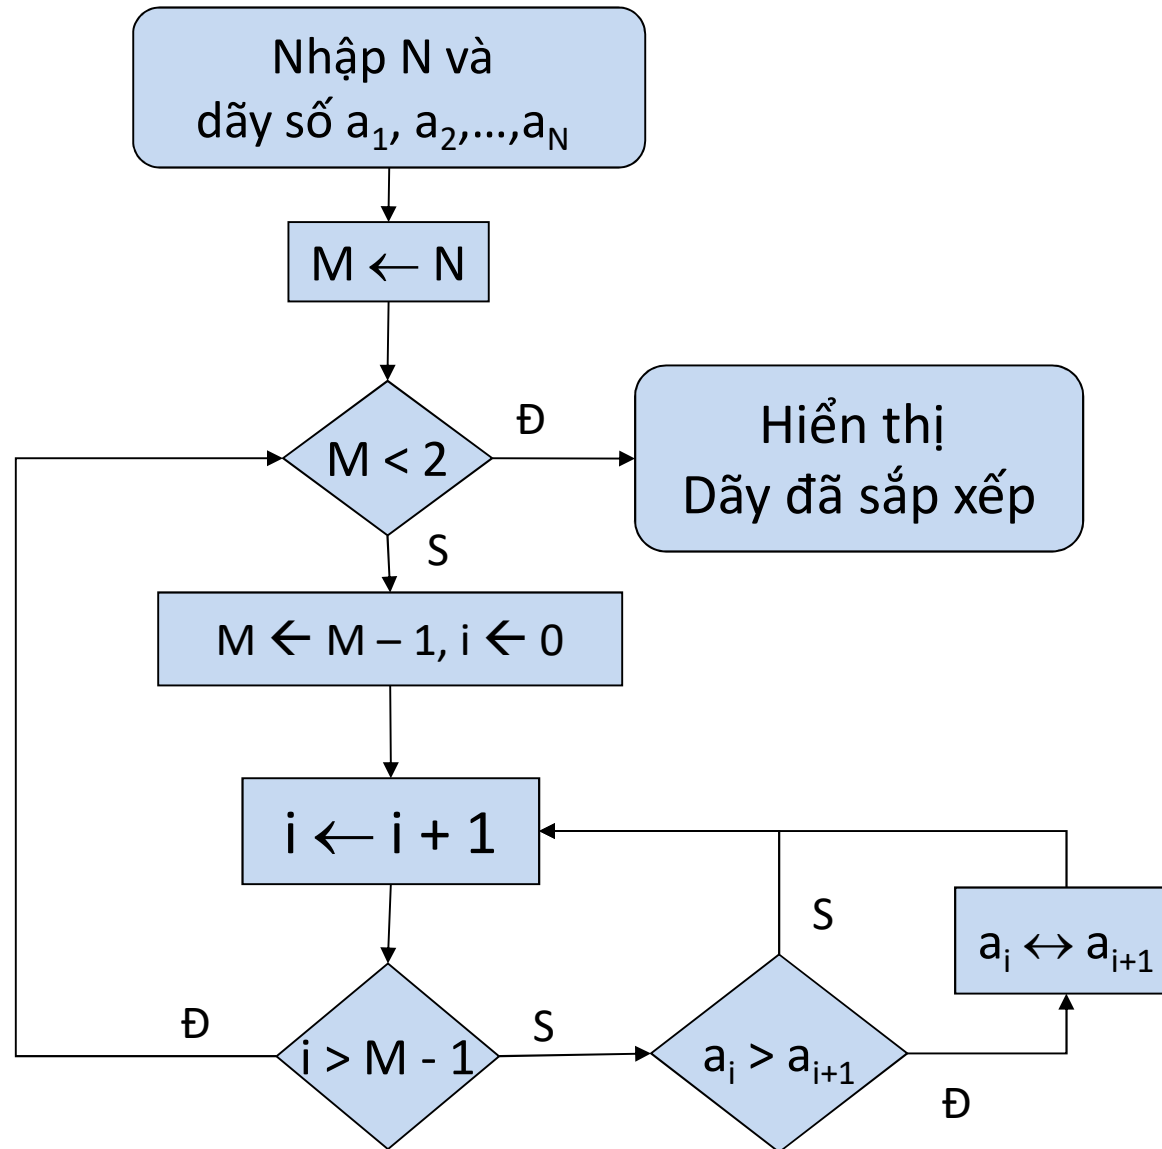 Nhập N và
dãy số a₁, a₂,...,a_N
M ← N
M < 2
Đ
Hiển thị
Dãy đã sắp xếp
S
M ← M – 1, i ← 0
i ← i + 1
S
aᵢ ↔ aᵢ₊₁
Đ
i > M - 1
S
aᵢ > aᵢ₊₁
Đ